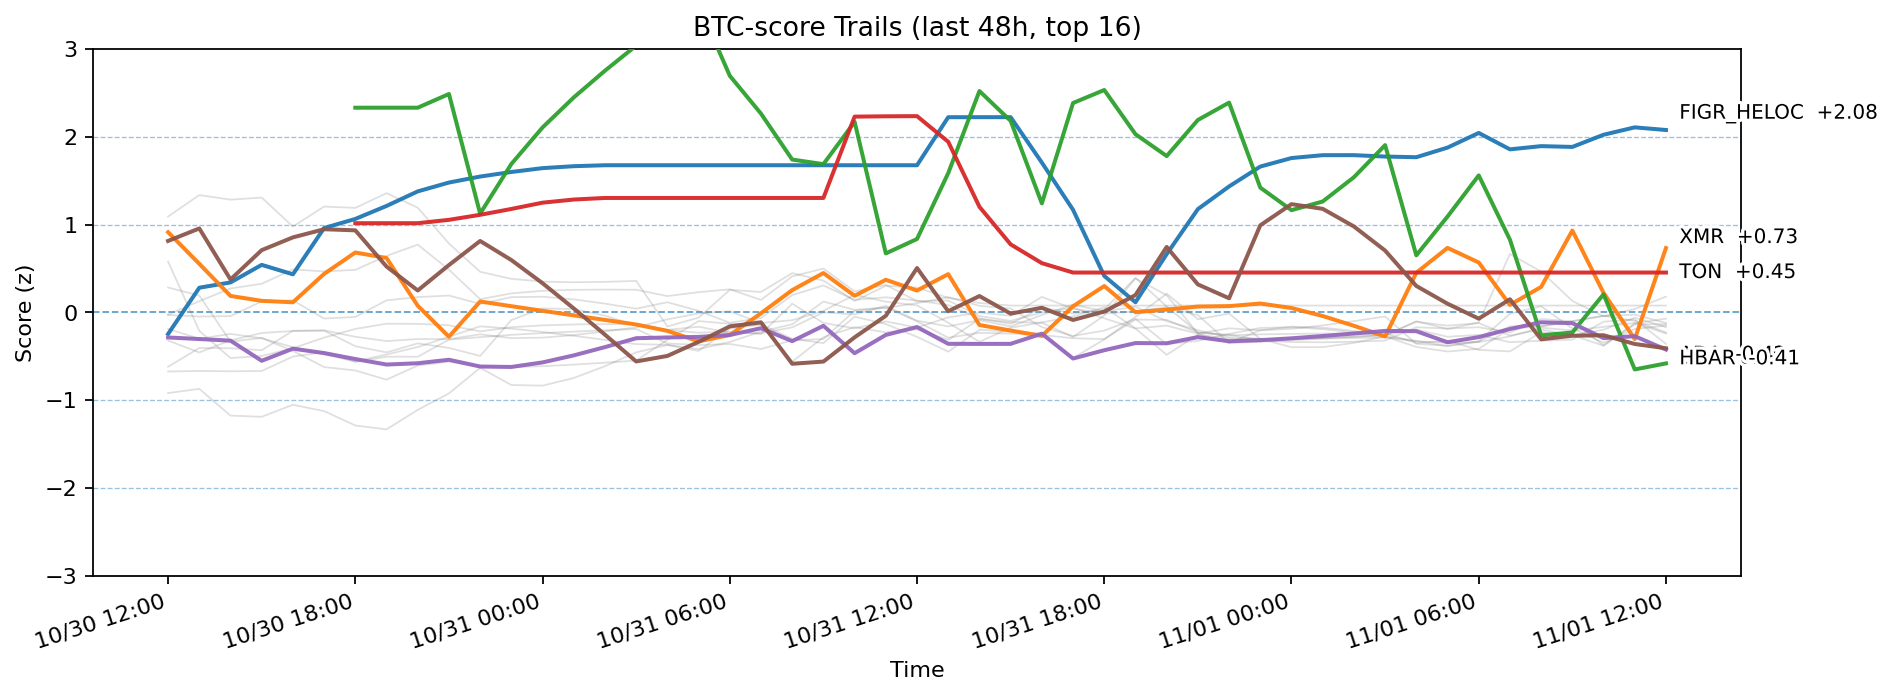 BTC-score Trails (last 48h, top 16)
Score (z)
3
2
1
0
−1
−2
−3
FIGR_HELOC +2.08
XMR +0.73
TON +0.45
HBAR -0.41
10/30 12:00
10/30 18:00
10/31 00:00
10/31 06:00
10/31 12:00
10/31 18:00
11/01 00:00
11/01 06:00
11/01 12:00
Time